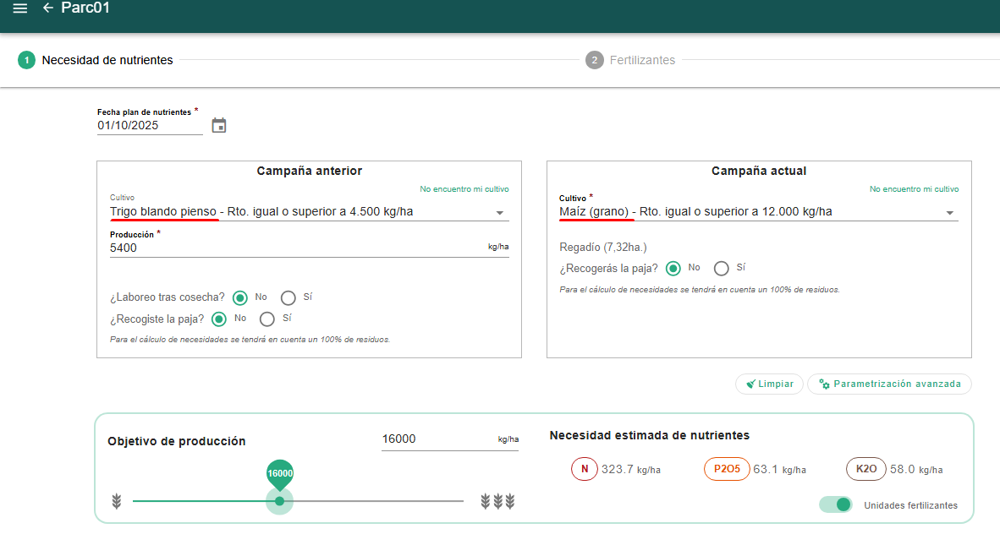 Parc01
1 Necesidad de nutrientes
2 Fertilizantes
Fecha plan de nutrientes *
01/10/2025
Campaña anterior
No encuentro mi cultivo
Cultivo
Trigo blando pienso - Rto. igual o superior a 4.500 kg/ha
Producción *
5400 kg/ha
¿Laboreo tras cosecha? No Sí
¿Recogiste la paja? No Sí
Para el cálculo de necesidades se tendrá en cuenta un 100% de residuos.
Campaña actual
No encuentro mi cultivo
Cultivo *
Maíz (grano) - Rto. igual o superior a 12.000 kg/ha
Regadío (7,32ha.)
¿Recogerás la paja? No Sí
Para el cálculo de necesidades se tendrá en cuenta un 100% de residuos.
Limpiar
Parametrización avanzada
Objetivo de producción
16000 kg/ha
16000
Necesidad estimada de nutrientes
N 323.7 kg/ha
P2O5 63.1 kg/ha
K2O 58.0 kg/ha
Unidades fertilizantes